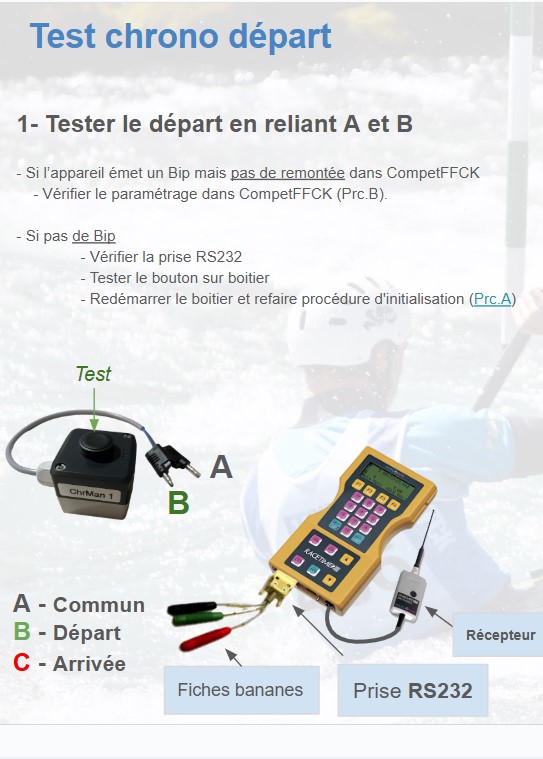 Test chrono départ
1- Tester le départ en reliant A et B
- Si l'appareil émet un Bip mais pas de remontée dans CompetFFCK
- Vérifier le paramétrage dans CompetFFCK (Prc.B).
- Si pas de Bip
- Vérifier la prise RS232
- Tester le bouton sur boitier
- Redémarrer le boitier et refaire procédure d'initialisation (Prc.A)
Test
A
B
ChrMan 1
A - Commun
B - Départ
C - Arrivée
Fiches bananes
Prise RS232
Récepteur